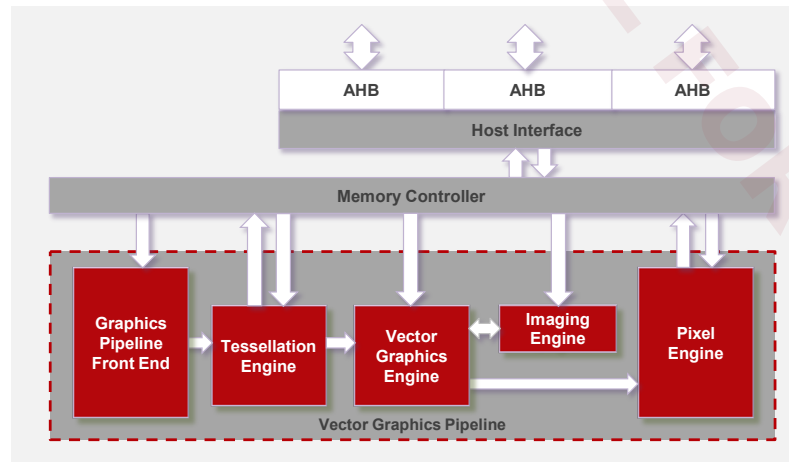 AHB
AHB
AHB
Host Interface
Memory Controller
Graphics
Pipeline
Front End
Tessellation
Engine
Vector
Graphics
Engine
Imaging
Engine
Pixel
Engine
Vector Graphics Pipeline